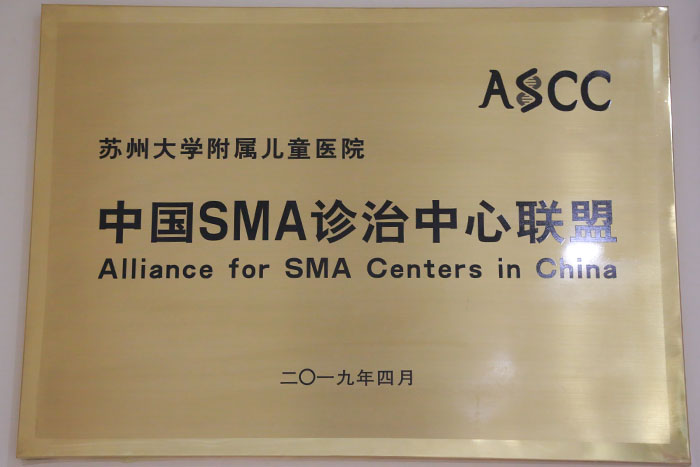 ASCC
苏州大学附属儿童医院
中国SMA诊治中心联盟
Alliance for SMA Centers in China
二〇一九年四月